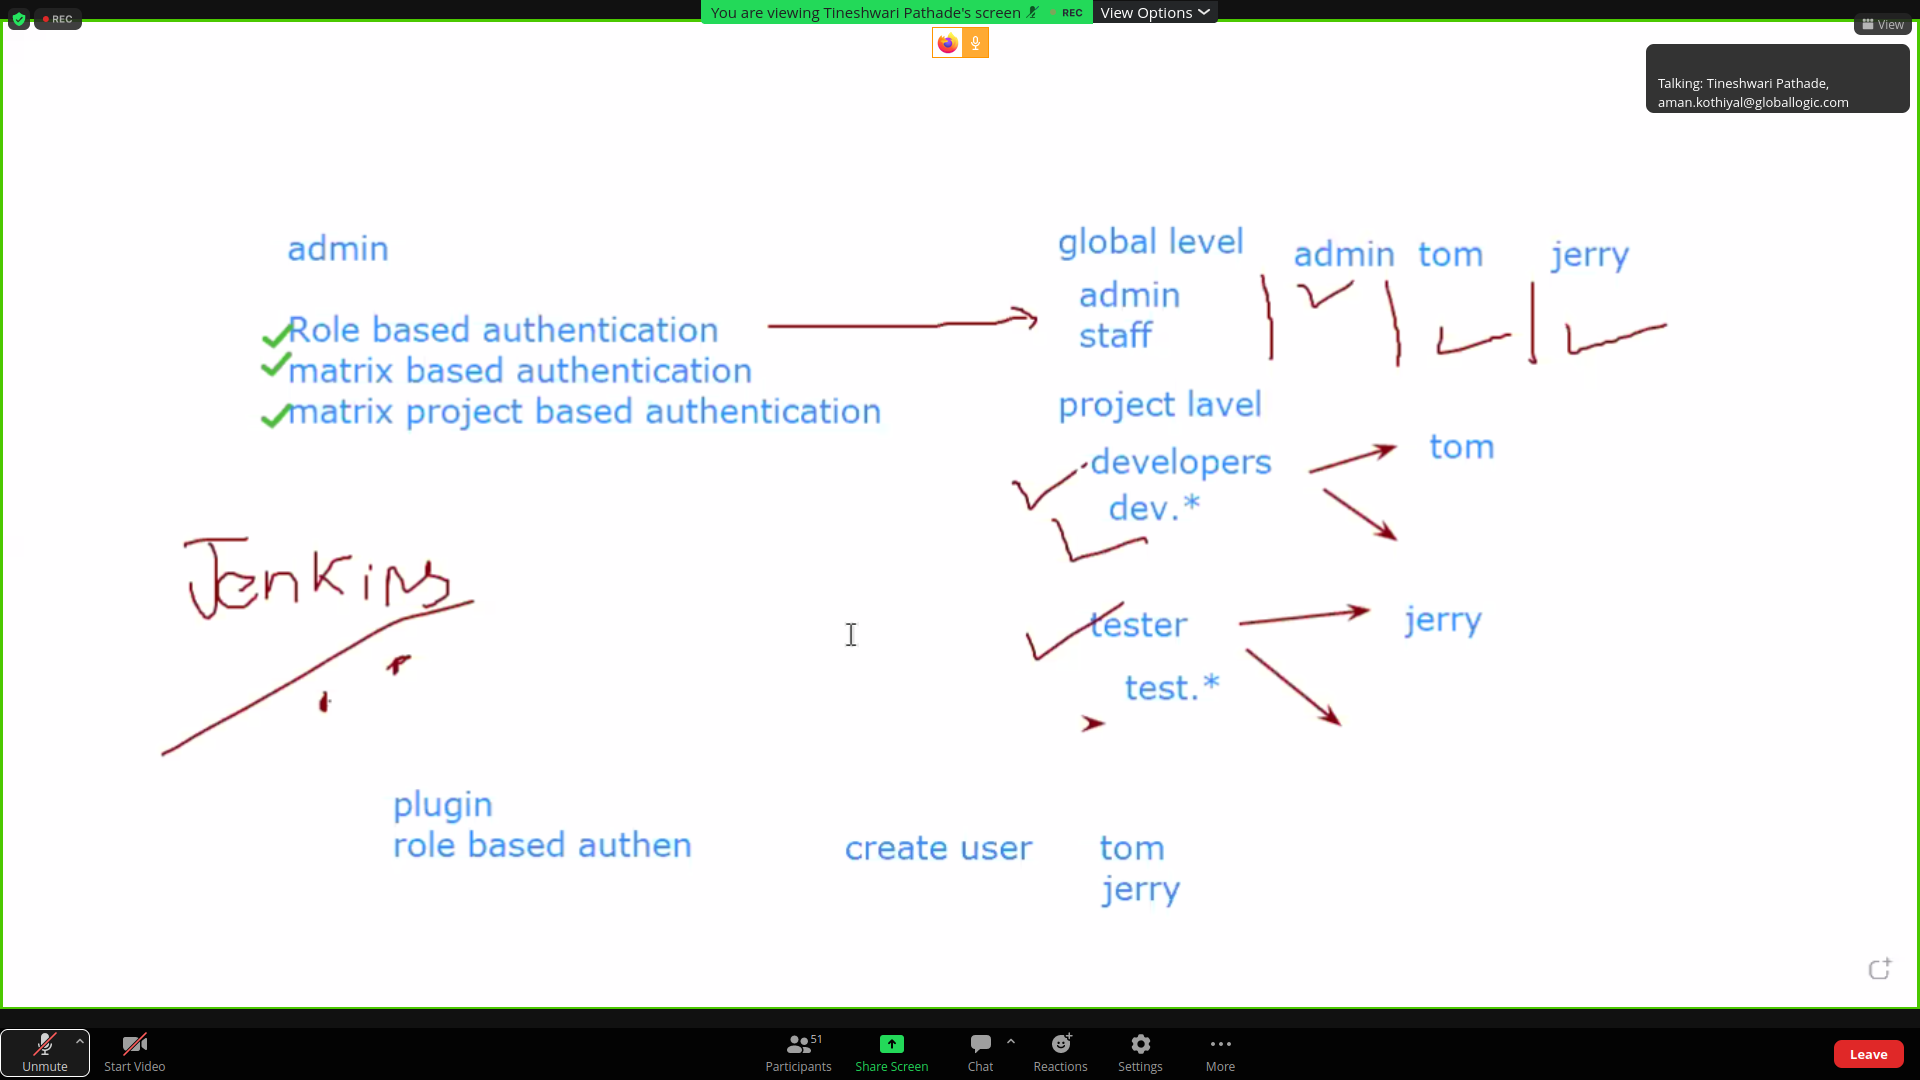 REC
You are viewing Tineshwari Pathade's screen
REC
View Options
View
Talking: Tineshwari Pathade,
aman.kothiyal@globallogic.com
admin
Role based authentication
matrix based authentication
matrix project based authentication
global level
admin tom jerry
admin
staff
project lavel
developers
tom
dev.*
Jenkins
tester
jerry
test.*
plugin
role based authen
create user
tom
jerry
Unmute
Start Video
51
Participants
Share Screen
Chat
Reactions
Settings
More
Leave